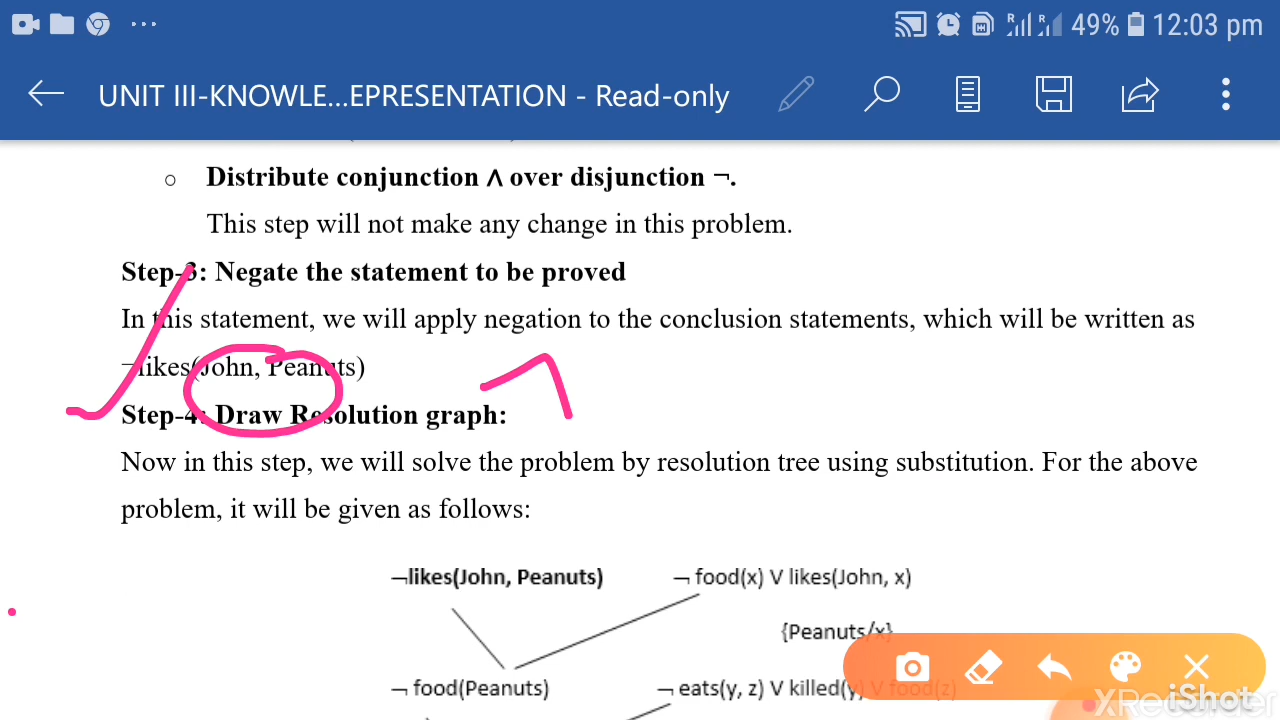 49% 12:03 pm
UNIT III-KNOWLE...EPRESENTATION - Read-only
Distribute conjunction ∧ over disjunction ¬.
This step will not make any change in this problem.
Step-3: Negate the statement to be proved
In this statement, we will apply negation to the conclusion statements, which will be written as
¬likes(John, Peanuts)
Step-4: Draw Resolution graph:
Now in this step, we will solve the problem by resolution tree using substitution. For the above
problem, it will be given as follows:
¬likes(John, Peanuts) ¬ food(x) V likes(John, x)
{Peanuts/x}
¬ food(Peanuts) ¬ eats(y, z) V killed(y) V food(z)
XRecorder
iShot